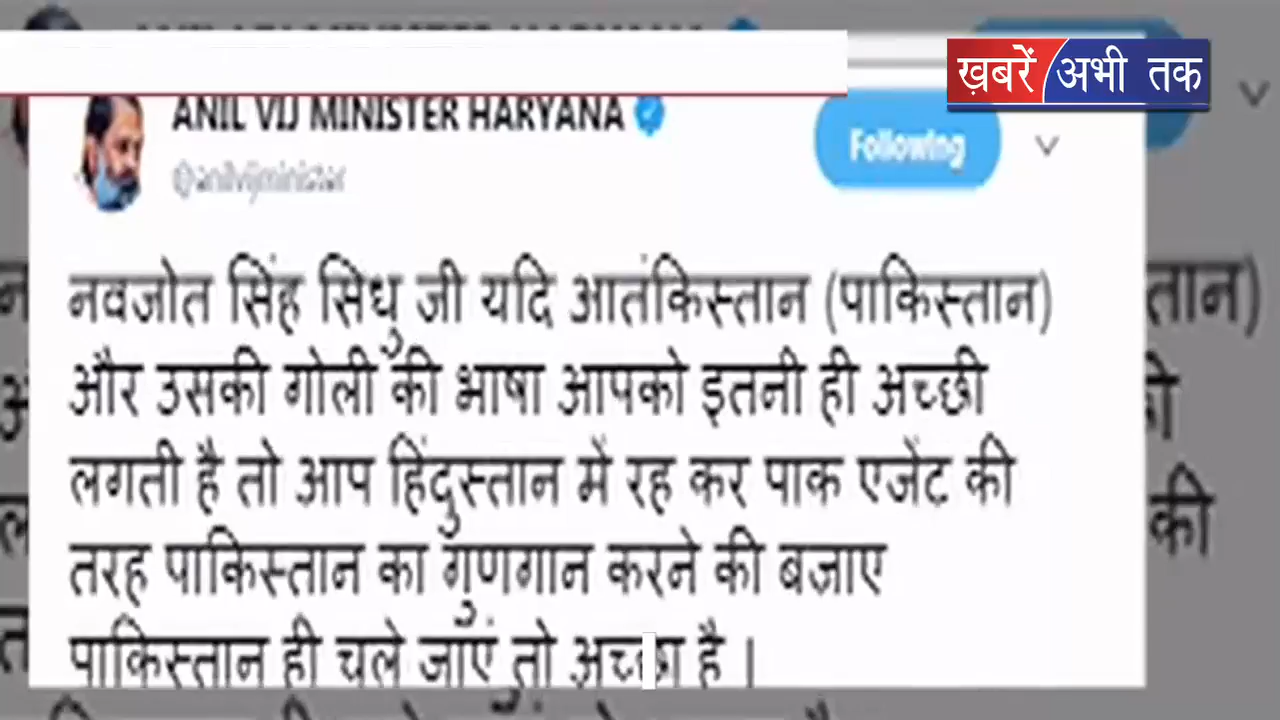 ख़बरें अभी तक
ANIL VIJ MINISTER HARYANA
@anilvijminister
Following
नवजोत सिंह सिधु जी यदि आतंकिस्तान (पाकिस्तान)
और उसकी गोली की भाषा आपको इतनी ही अच्छी
लगती है तो आप हिंदुस्तान में रह कर पाक एजेंट की
तरह पाकिस्तान का गुणगान करने की बजाए
पाकिस्तान ही चले जाएं तो अच्छा है ।